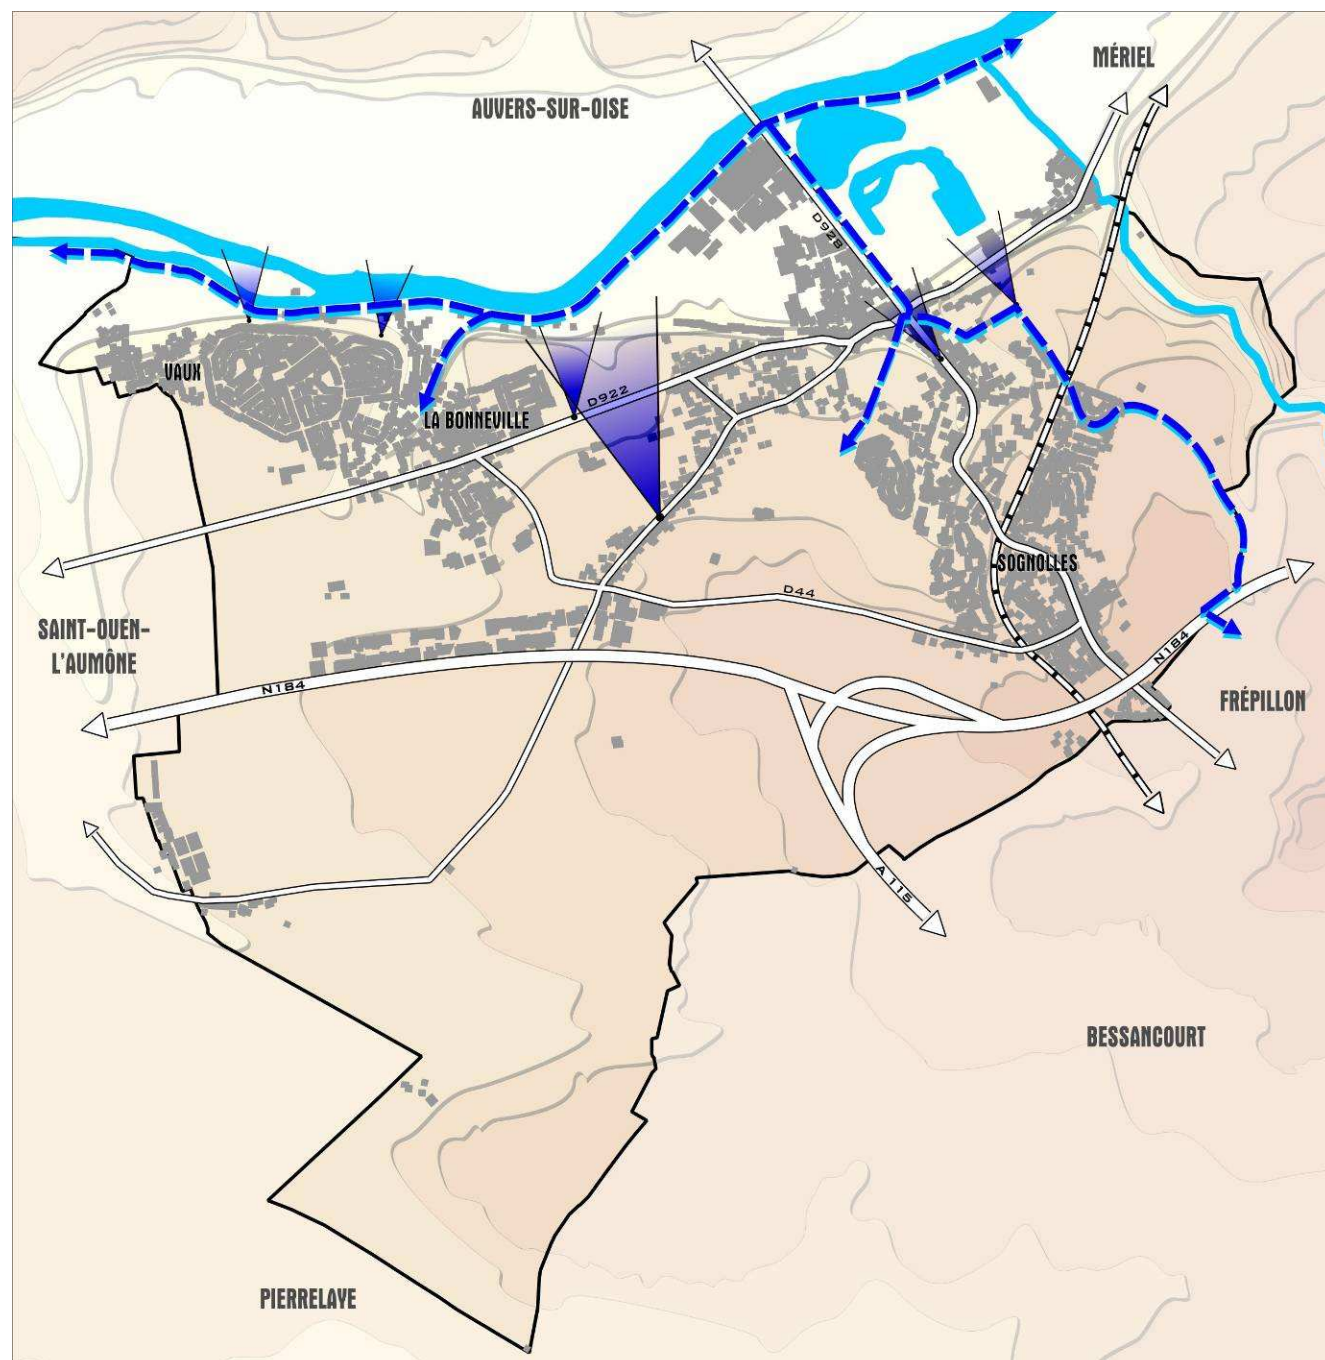 MÉRIEL
AUVERS-SUR-OISE
D928
VAUX
D922
LA BONNEVILLE
SOGNOLLES
D44
SAINT-OUEN-
L'AUMÔNE
N184
N184
FRÉPILLON
A 115
BESSANCOURT
PIERRELAYE